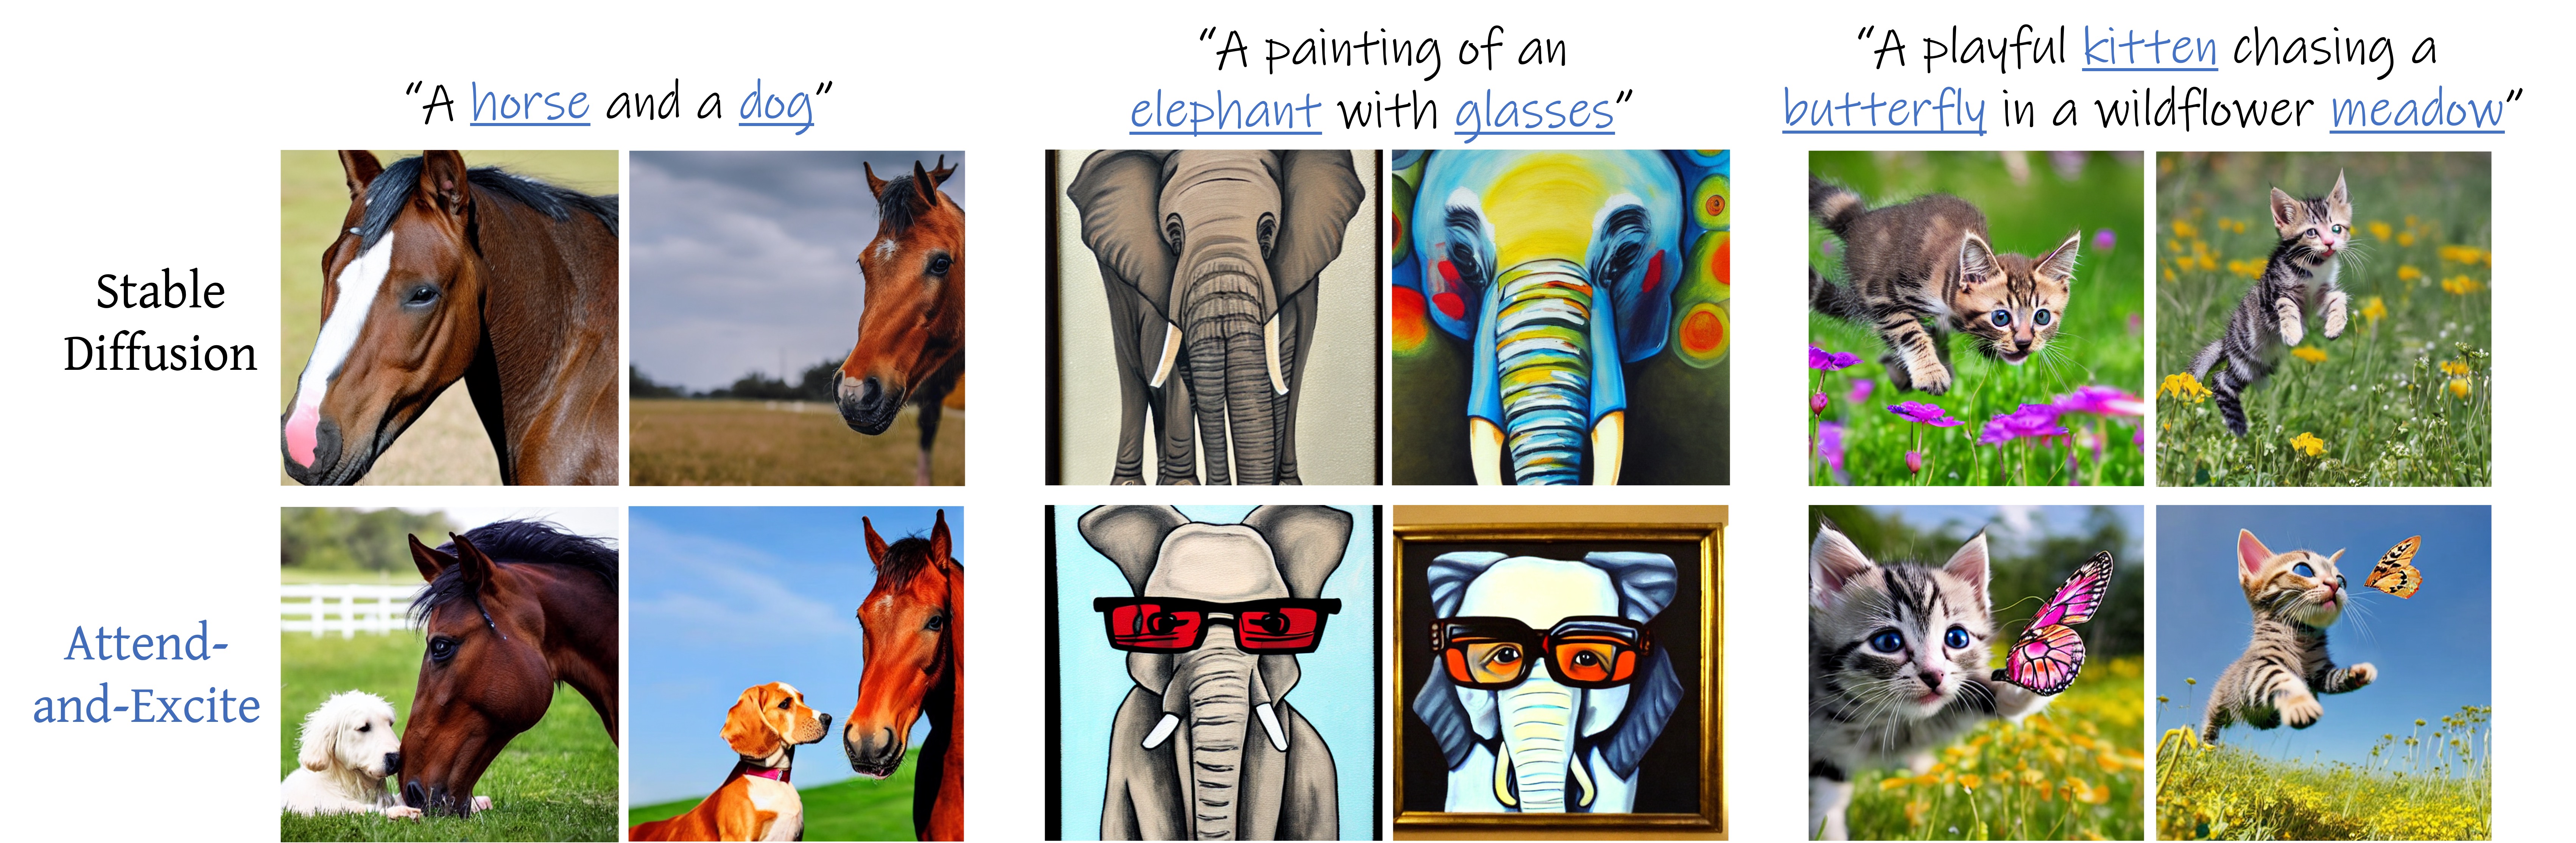 “A horse and a dog”
“A painting of an
elephant with glasses”
“A playful kitten chasing a
butterfly in a wildflower meadow”
Stable
Diffusion
Attend-
and-Excite